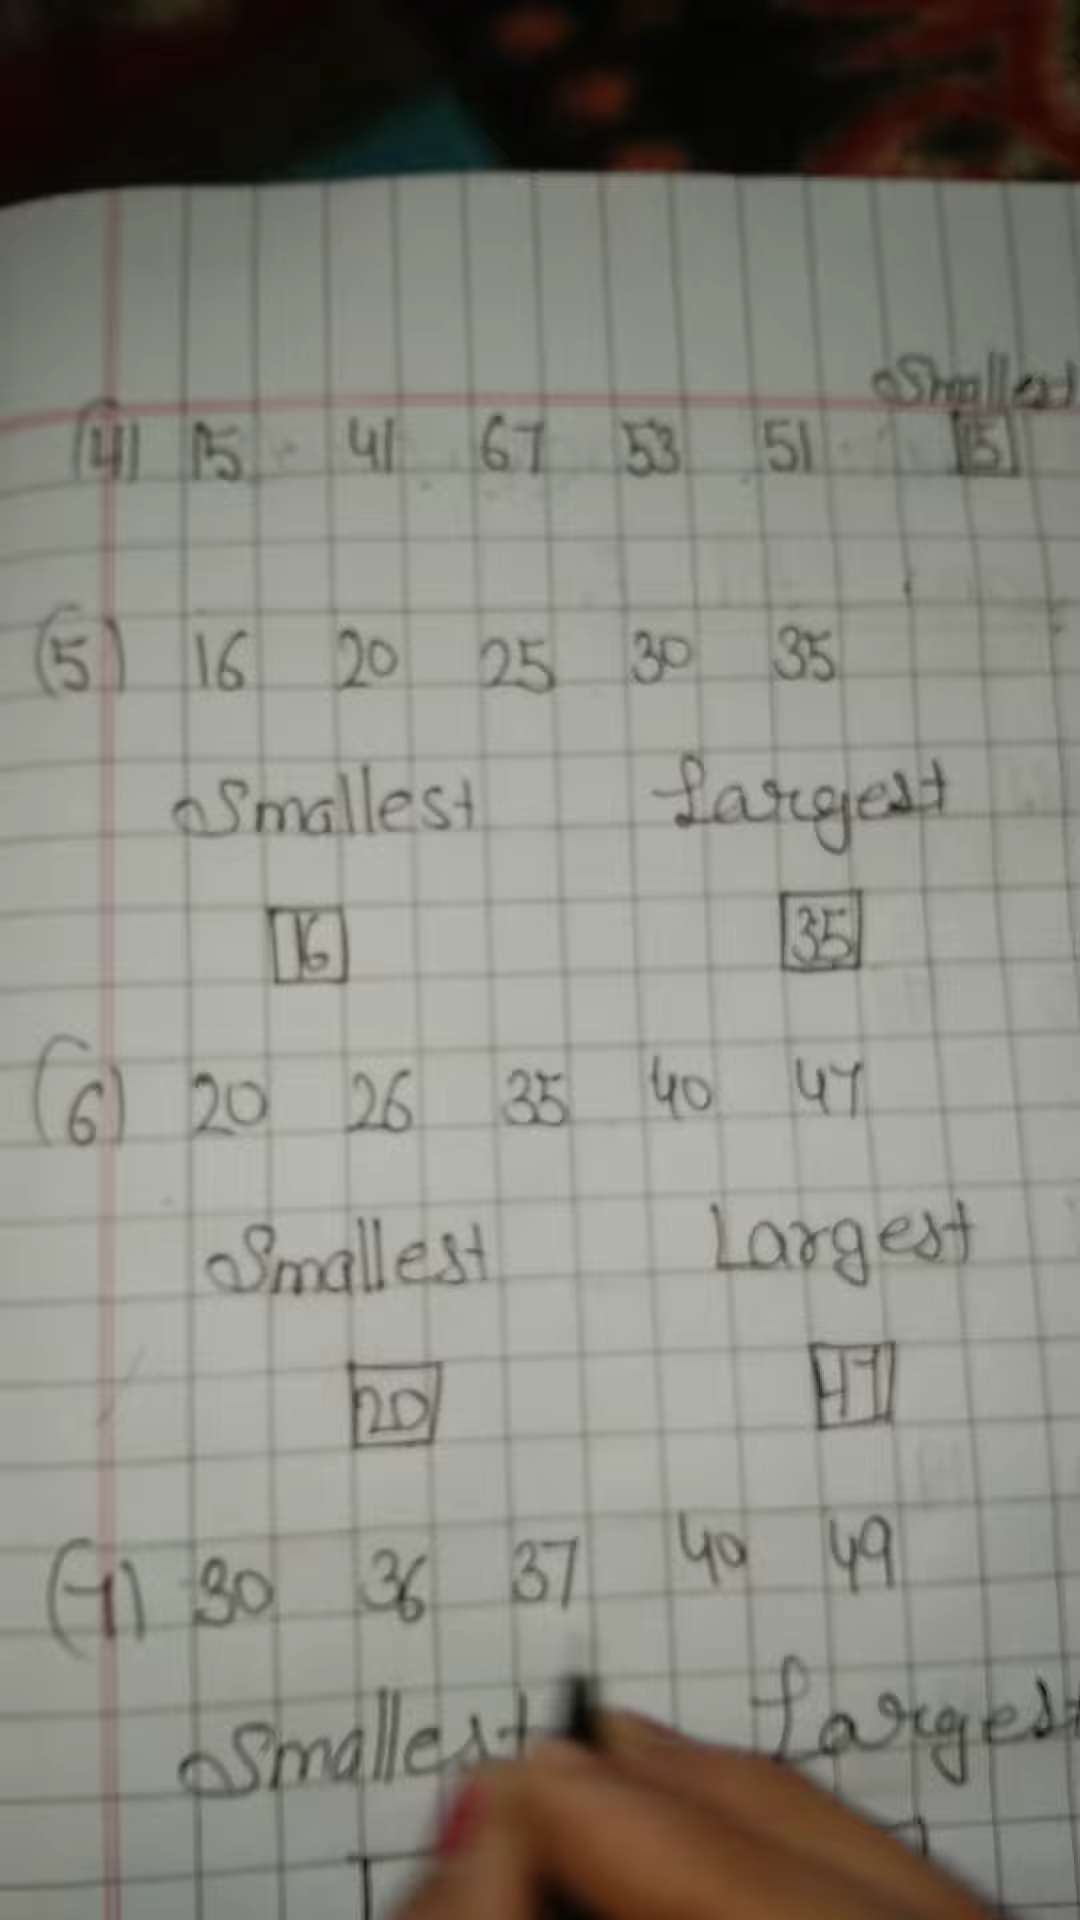 Smallest
(4) 15 41 67 53 51 15
(5) 16 20 25 30 35
Smallest Largest
16 35
(6) 20 26 35 40 47
Smallest Largest
20 47
(7) 30 36 37 40 49
Smallest Largest